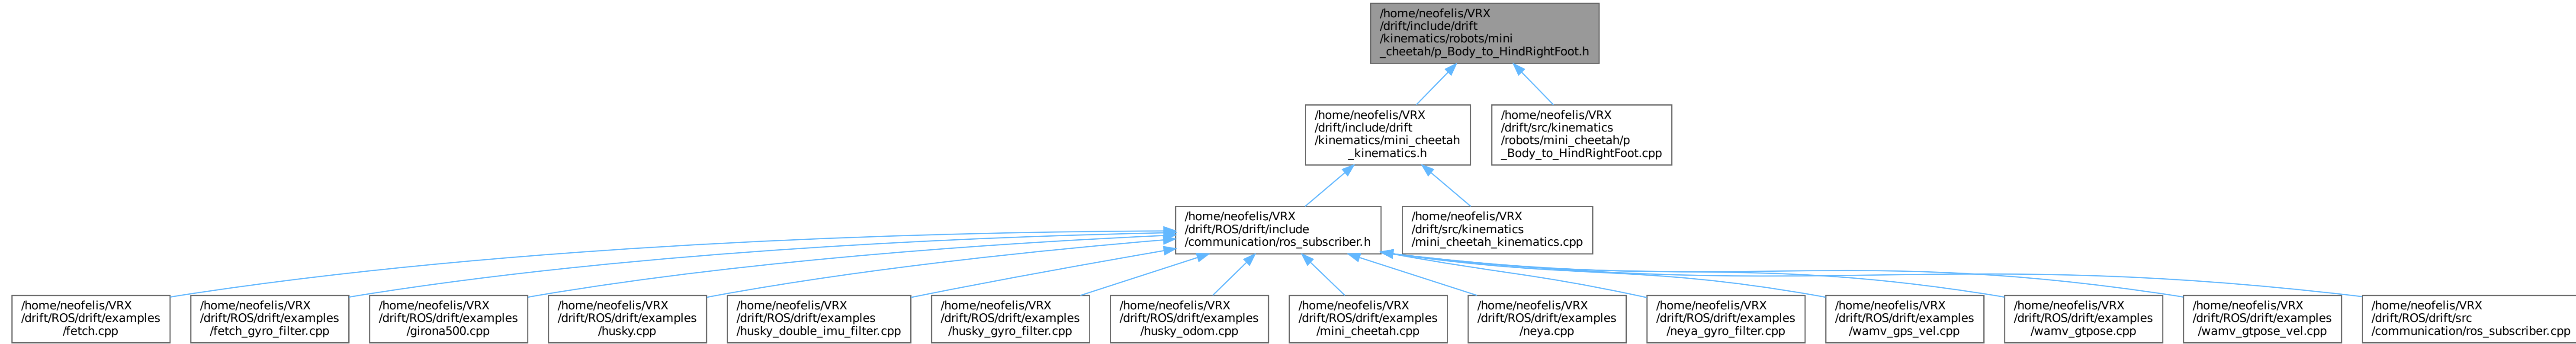 /home/neofelis/VRX
/drift/include/drift
/kinematics/robots/mini
_cheetah/p_Body_to_HindRightFoot.h
/home/neofelis/VRX
/drift/include/drift
/kinematics/mini_cheetah
_kinematics.h
/home/neofelis/VRX
/drift/src/kinematics
/robots/mini_cheetah/p
_Body_to_HindRightFoot.cpp
/home/neofelis/VRX
/drift/ROS/drift/include
/communication/ros_subscriber.h
/home/neofelis/VRX
/drift/src/kinematics
/mini_cheetah_kinematics.cpp
/home/neofelis/VRX
/drift/ROS/drift/examples
/fetch.cpp
/home/neofelis/VRX
/drift/ROS/drift/examples
/fetch_gyro_filter.cpp
/home/neofelis/VRX
/drift/ROS/drift/examples
/girona500.cpp
/home/neofelis/VRX
/drift/ROS/drift/examples
/husky.cpp
/home/neofelis/VRX
/drift/ROS/drift/examples
/husky_double_imu_filter.cpp
/home/neofelis/VRX
/drift/ROS/drift/examples
/husky_gyro_filter.cpp
/home/neofelis/VRX
/drift/ROS/drift/examples
/husky_odom.cpp
/home/neofelis/VRX
/drift/ROS/drift/examples
/mini_cheetah.cpp
/home/neofelis/VRX
/drift/ROS/drift/examples
/neya.cpp
/home/neofelis/VRX
/drift/ROS/drift/examples
/neya_gyro_filter.cpp
/home/neofelis/VRX
/drift/ROS/drift/examples
/wamv_gps_vel.cpp
/home/neofelis/VRX
/drift/ROS/drift/examples
/wamv_gtpose.cpp
/home/neofelis/VRX
/drift/ROS/drift/examples
/wamv_gtpose_vel.cpp
/home/neofelis/VRX
/drift/ROS/drift/src
/communication/ros_subscriber.cpp